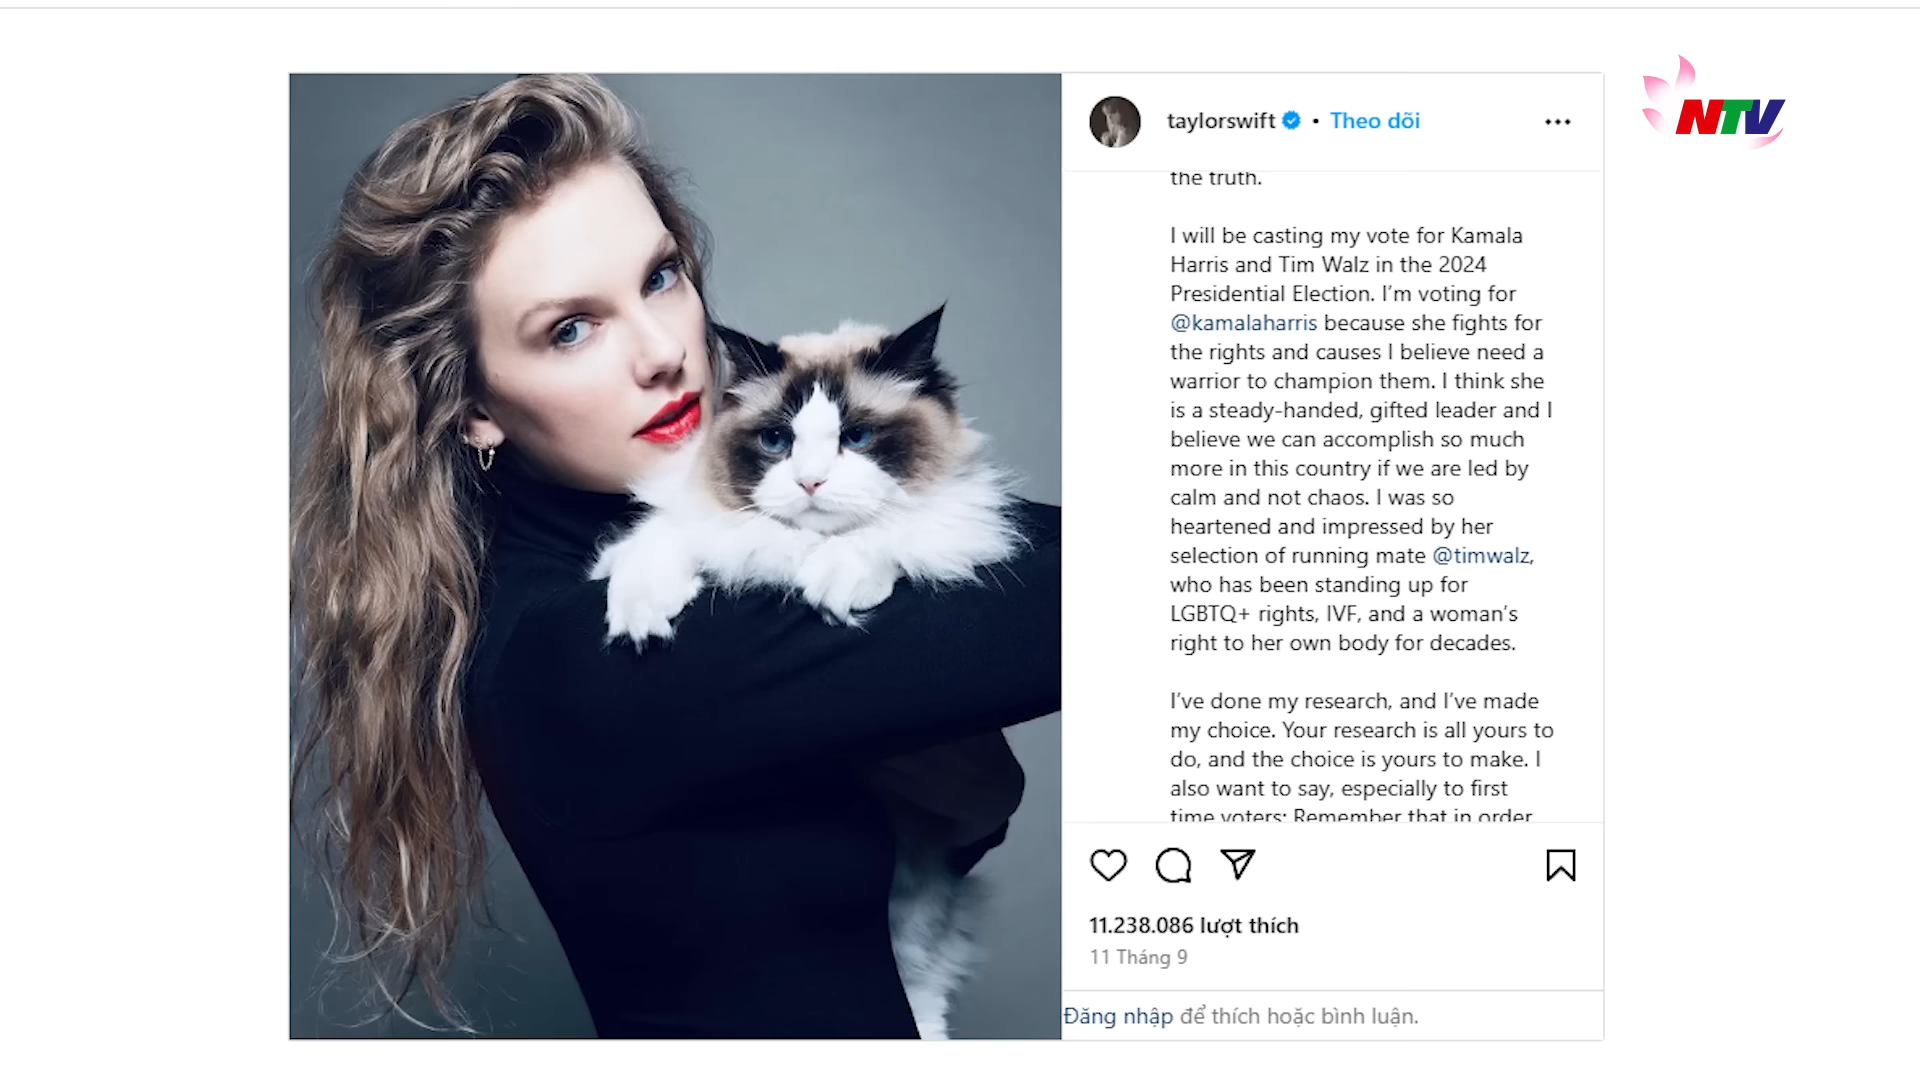 NTV
taylorswift • Theo dõi
the truth.
I will be casting my vote for Kamala
Harris and Tim Walz in the 2024
Presidential Election. I’m voting for
@kamalaharris because she fights for
the rights and causes I believe need a
warrior to champion them. I think she
is a steady-handed, gifted leader and I
believe we can accomplish so much
more in this country if we are led by
calm and not chaos. I was so
heartened and impressed by her
selection of running mate @timwalz,
who has been standing up for
LGBTQ+ rights, IVF, and a woman’s
right to her own body for decades.
I’ve done my research, and I’ve made
my choice. Your research is all yours to
do, and the choice is yours to make. I
also want to say, especially to first
time voters: Remember that in order
11.238.086 lượt thích
11 Tháng 9
Đăng nhập để thích hoặc bình luận.